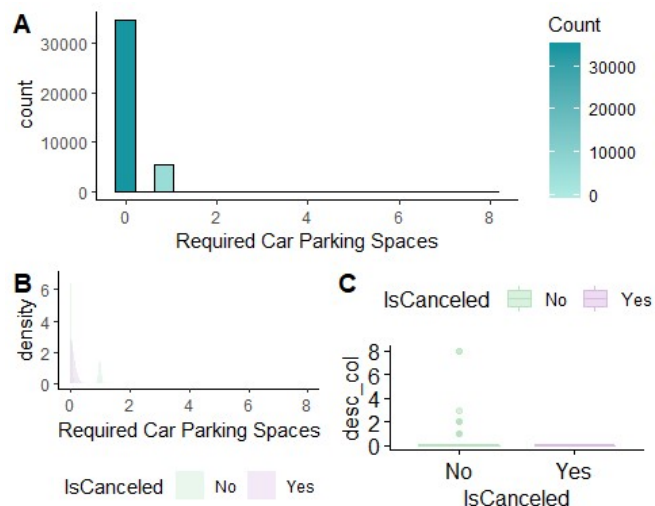 A
Count
30000
20000
10000
0
count
0 2 4 6 8
Required Car Parking Spaces
30000
20000
10000
0
B
6
4
2
0
density
0 2 4 6 8
Required Car Parking Spaces
IsCanceled No Yes
C
IsCanceled No Yes
8
6
4
2
0
desc_col
No Yes
IsCanceled